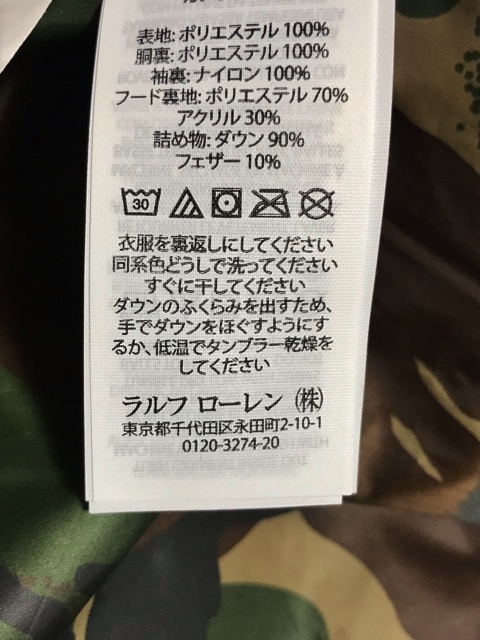 表地: ポリエステル 100%
胴裏: ポリエステル 100%
袖裏: ナイロン 100%
フード裏地: ポリエステル 70%
アクリル 30%
詰め物: ダウン 90%
フェザー 10%
30
衣服を裏返しにしてください
同系色どうしで洗ってください
すぐに干してください
ダウンのふくらみを出すため、
手でダウンをほぐすようにす
るか、低温でタンブラー乾燥を
してください
ラルフ ローレン (株)
東京都千代田区永田町2-10-1
0120-3274-20